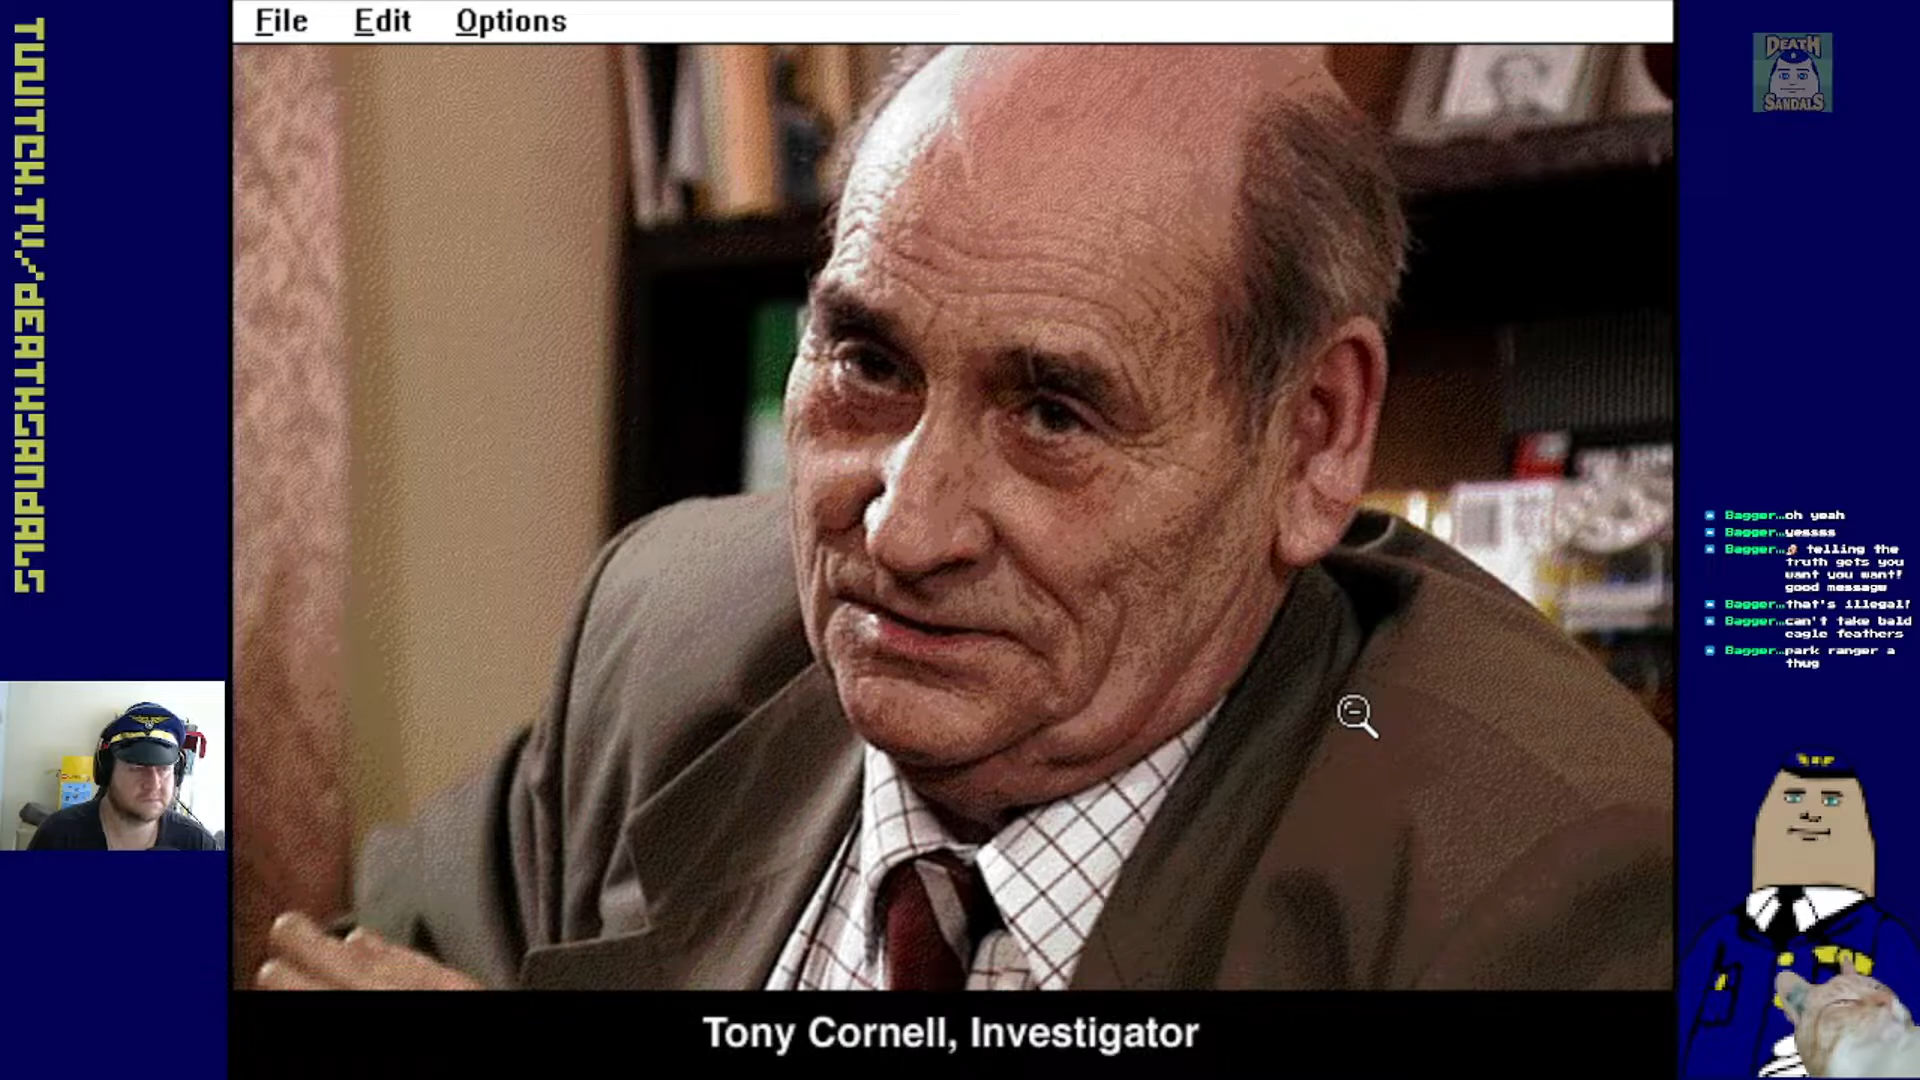 TWITCH.TV/DEATHSANDALS
File Edit Options
DEATH
SANDALS
Bagger...oh yeah
Bagger...yessss
Bagger... telling the
truth gets you
want you want!
good message
Bagger...that's illegal!
Bagger...can't take bald
eagle feathers
Bagger...park ranger a
thug
Tony Cornell, Investigator